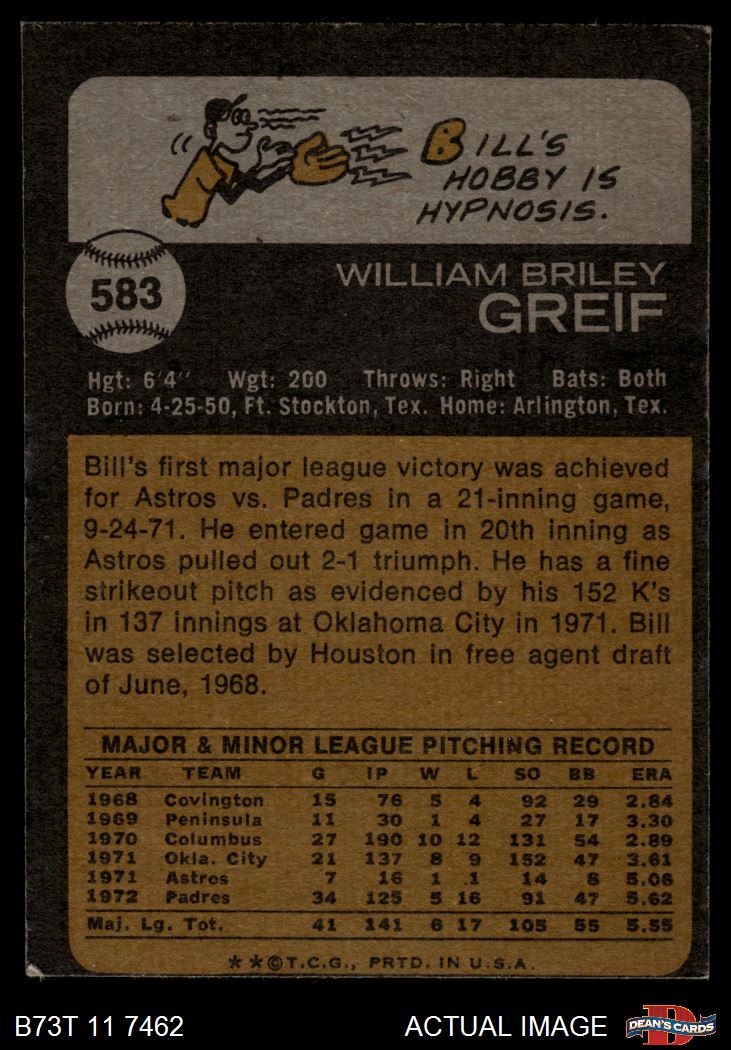 BILL'S
HOBBY IS
HYPNOSIS.
583
WILLIAM BRILEY
GREIF
Hgt: 6'4" Wgt: 200 Throws: Right Bats: Both
Born: 4-25-50, Ft. Stockton, Tex. Home: Arlington, Tex.
Bill's first major league victory was achieved
for Astros vs. Padres in a 21-inning game,
9-24-71. He entered game in 20th inning as
Astros pulled out 2-1 triumph. He has a fine
strikeout pitch as evidenced by his 152 K's
in 137 innings at Oklahoma City in 1971. Bill
was selected by Houston in free agent draft
of June, 1968.
MAJOR & MINOR LEAGUE PITCHING RECORD
YEAR TEAM G IP W L SO BB ERA
1968 Covington 15 76 5 4 92 29 2.84
1969 Peninsula 11 30 1 4 27 17 3.30
1970 Columbus 27 190 10 12 131 54 2.89
1971 Okla. City 21 137 8 9 152 47 3.61
1971 Astros 7 16 1 1 14 8 5.06
1972 Padres 34 125 5 16 91 47 5.62
Maj. Lg. Tot. 41 141 6 17 105 55 5.55
**©T.C.G., PRTD. IN U.S.A.
B73T 11 7462 ACTUAL IMAGE
D
DEAN'S CARDS